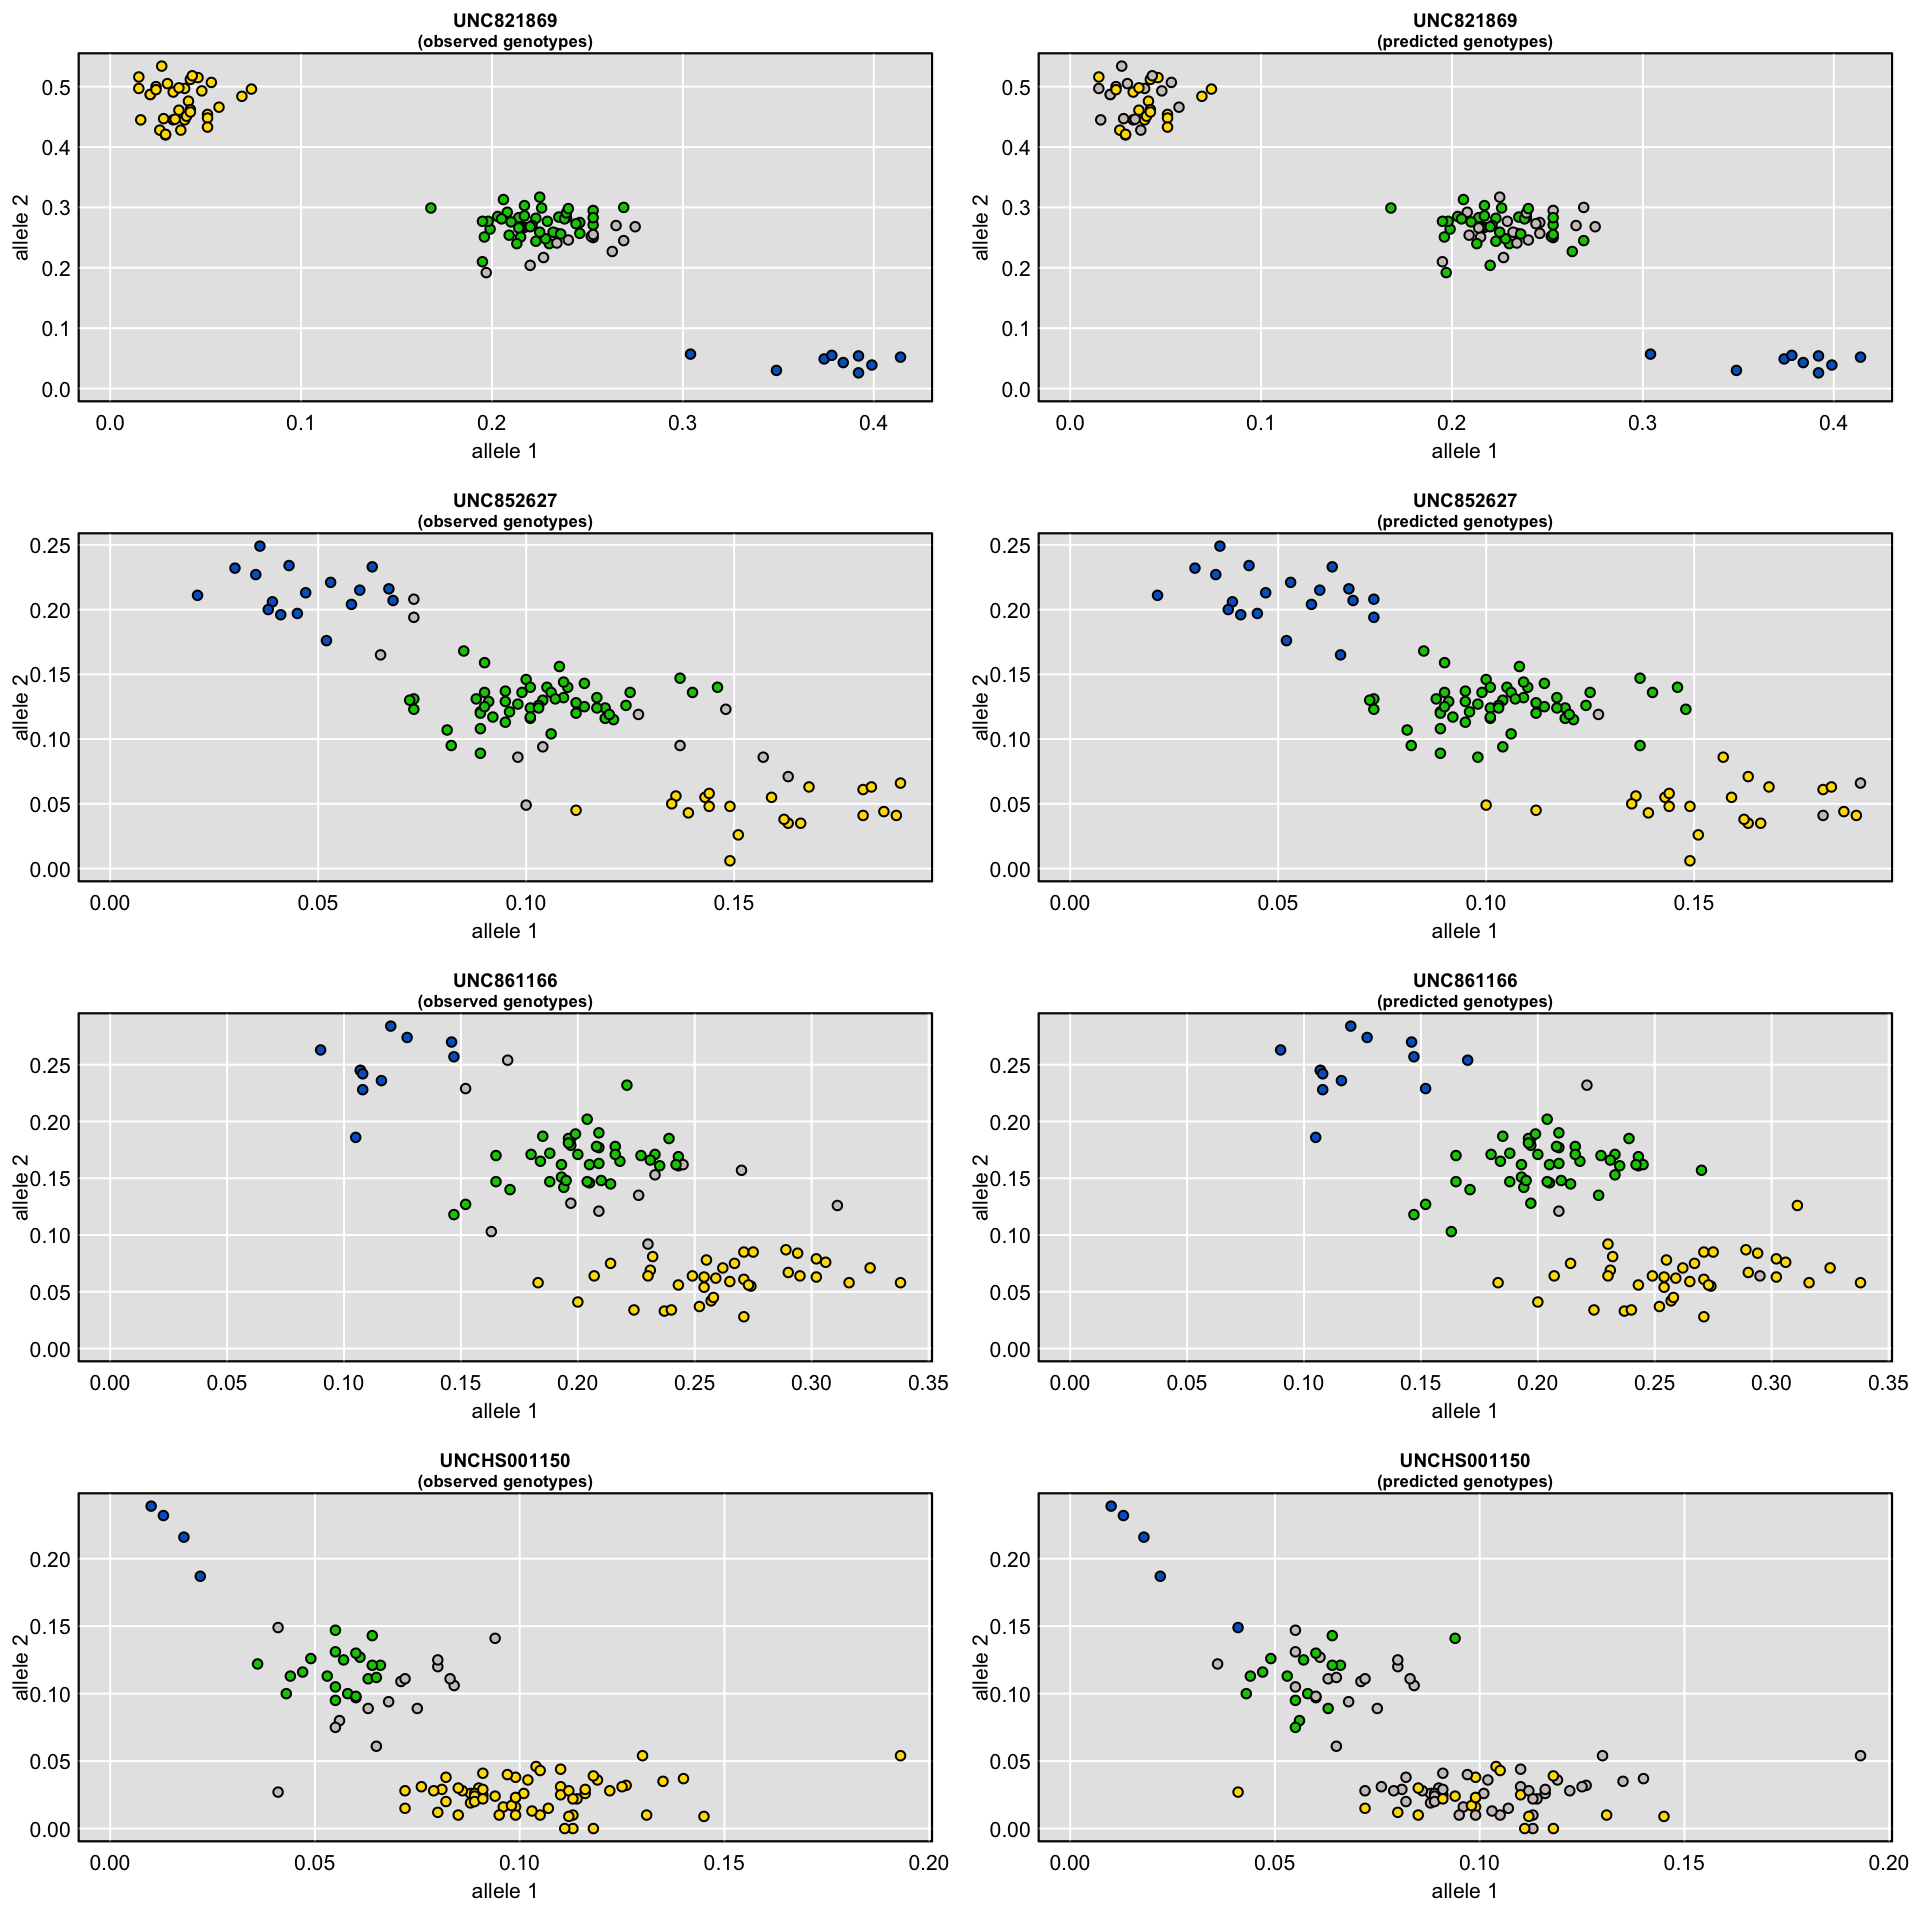 UNC821869
(observed genotypes)
allele 2
0.5
0.4
0.3
0.2
0.1
0.0
0.0 0.1 0.2 0.3 0.4
allele 1
UNC821869
(predicted genotypes)
allele 2
0.5
0.4
0.3
0.2
0.1
0.0
0.0 0.1 0.2 0.3 0.4
allele 1
UNC852627
(observed genotypes)
allele 2
0.25
0.20
0.15
0.10
0.05
0.00
0.00 0.05 0.10 0.15
allele 1
UNC852627
(predicted genotypes)
allele 2
0.25
0.20
0.15
0.10
0.05
0.00
0.00 0.05 0.10 0.15
allele 1
UNC861166
(observed genotypes)
allele 2
0.25
0.20
0.15
0.10
0.05
0.00
0.00 0.05 0.10 0.15 0.20 0.25 0.30 0.35
allele 1
UNC861166
(predicted genotypes)
allele 2
0.25
0.20
0.15
0.10
0.05
0.00
0.00 0.05 0.10 0.15 0.20 0.25 0.30 0.35
allele 1
UNCHS001150
(observed genotypes)
allele 2
0.20
0.15
0.10
0.05
0.00
0.00 0.05 0.10 0.15 0.20
allele 1
UNCHS001150
(predicted genotypes)
allele 2
0.20
0.15
0.10
0.05
0.00
0.00 0.05 0.10 0.15 0.20
allele 1